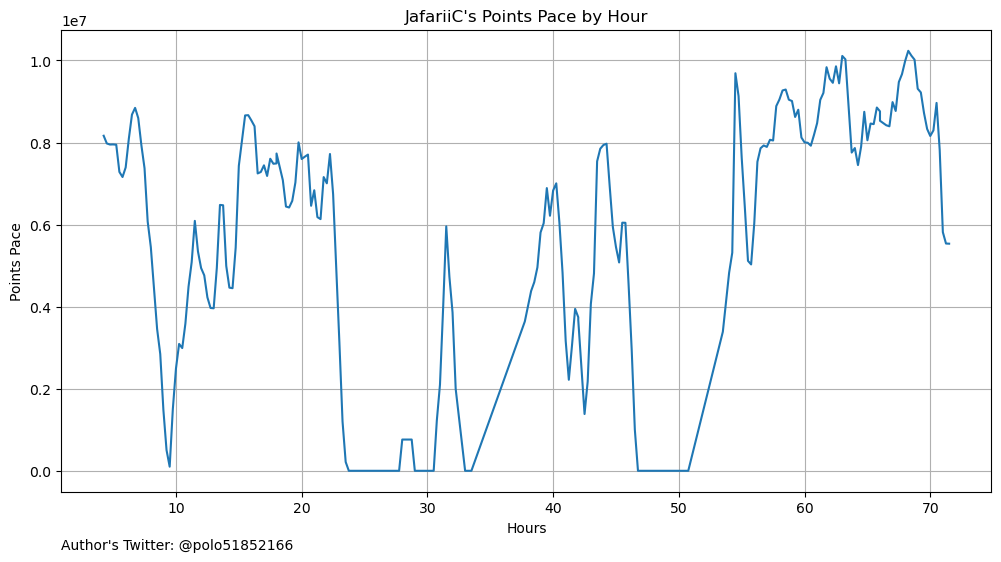 JafariiC's Points Pace by Hour
1e7
1.0
0.8
0.6
0.4
0.2
0.0
Points Pace
10 20 30 40 50 60 70
Hours
Author's Twitter: @polo51852166